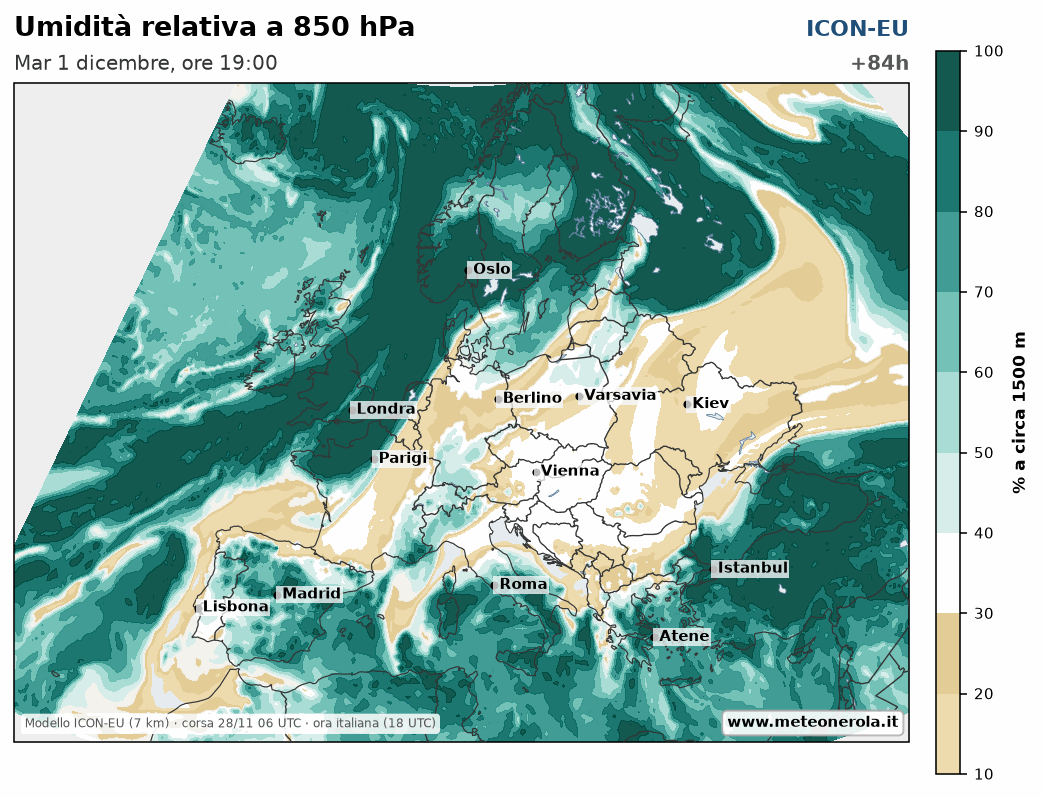 Umidità relativa a 850 hPa
ICON-EU
Mar 1 dicembre, ore 19:00
+84h
100
90
80
70
60
50
40
30
20
10
% a circa 1500 m
Oslo
Londra
Berlino
Varsavia
Kiev
Parigi
Vienna
Istanbul
Madrid
Roma
Lisbona
Atene
Modello ICON-EU (7 km) · corsa 28/11 06 UTC · ora italiana (18 UTC)
www.meteonerola.it